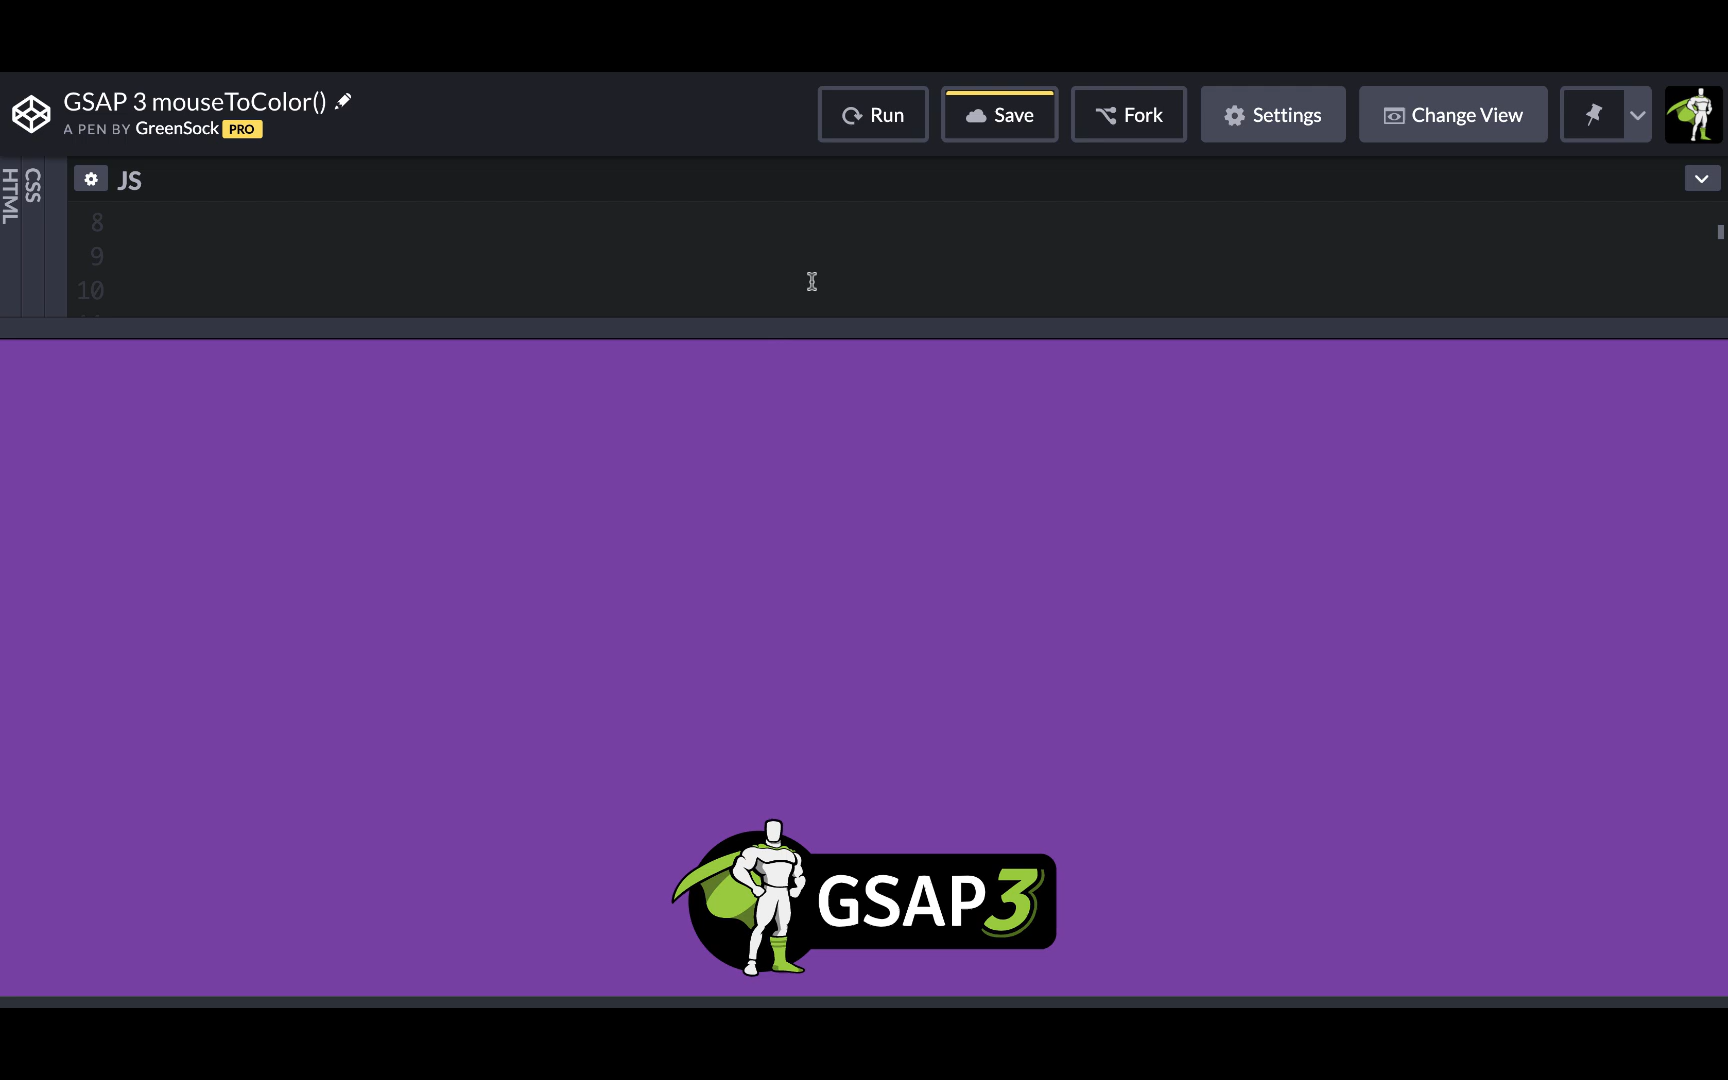 GSAP 3 mouseToColor()
A PEN BY GreenSock PRO
Run
Save
Fork
Settings
Change View
HTML
CSS
JS
8
9
10
GSAP3